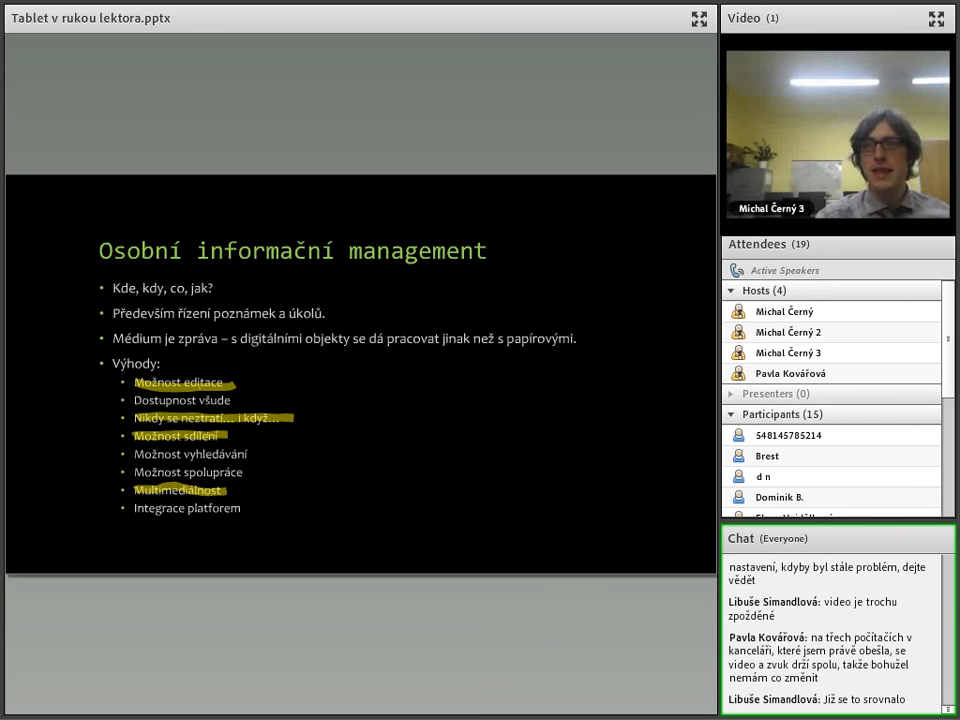 Tablet v rukou lektora.pptx
Osobní informační management
Kde, kdy, co, jak?
Především řízení poznámek a úkolů.
Médium je zpráva – s digitálními objekty se dá pracovat jinak než s papírovými.
Výhody:
Možnost editace
Dostupnost všude
Nikdy se neztratí... i když...
Možnost sdílení
Možnost vyhledávání
Možnost spolupráce
Multimediálnost
Integrace platforem
Video (1)
Michal Černý 3
Attendees (19)
Active Speakers
Hosts (4)
Michal Černý
Michal Černý 2
Michal Černý 3
Pavla Kovářová
Presenters (0)
Participants (15)
548145785214
Brest
d n
Dominik B.
Chat (Everyone)
nastavení, kdyby byl stále problém, dejte
vědět
Libuše Simandlová: video je trochu
zpožděné
Pavla Kovářová: na třech počítačích v
kanceláři, které jsem právě obešla, se
video a zvuk drží spolu, takže bohužel
nemám co změnit
Libuše Simandlová: Již se to srovnalo